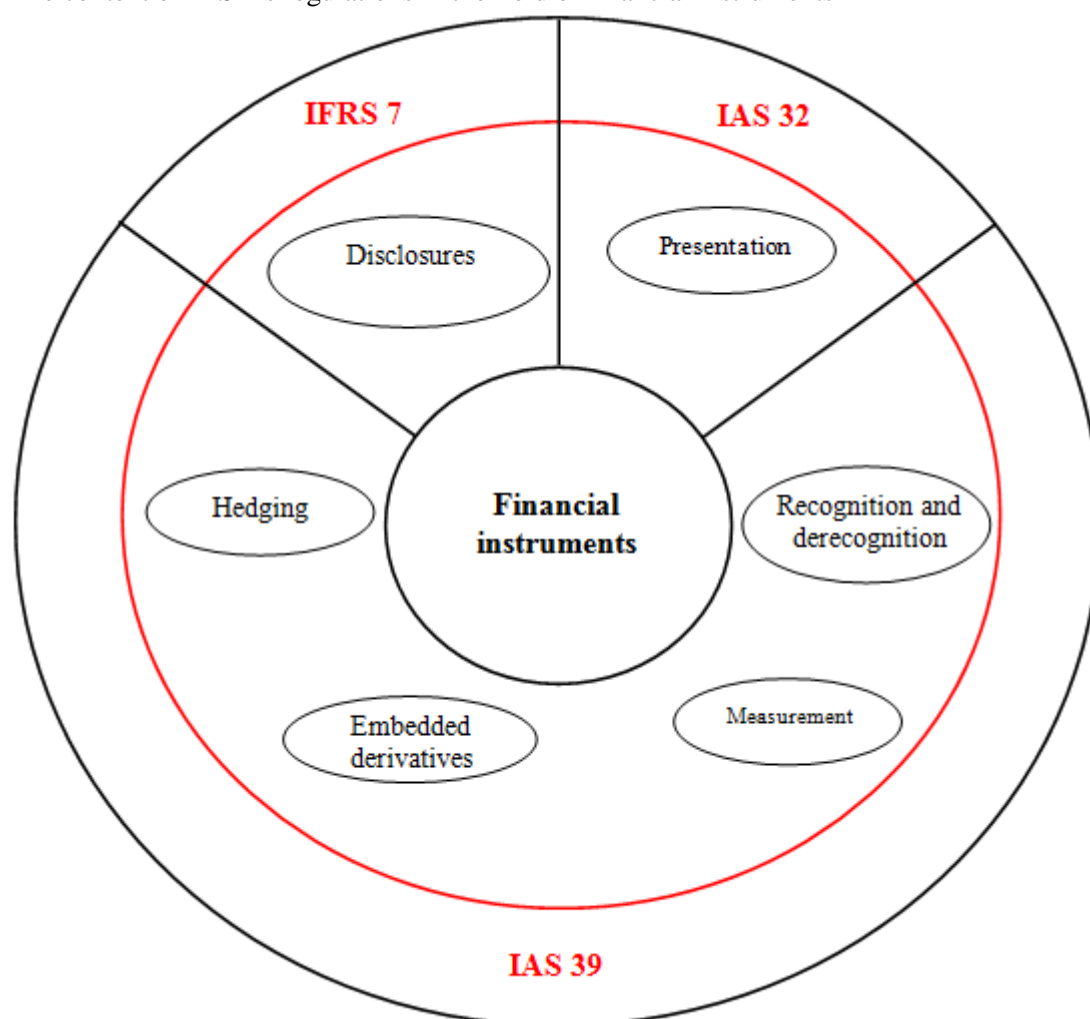 IFRS 7
IAS 32
Disclosures
Presentation
Hedging
Financial
instruments
Recognition and
derecognition
Embedded
derivatives
Measurement
IAS 39